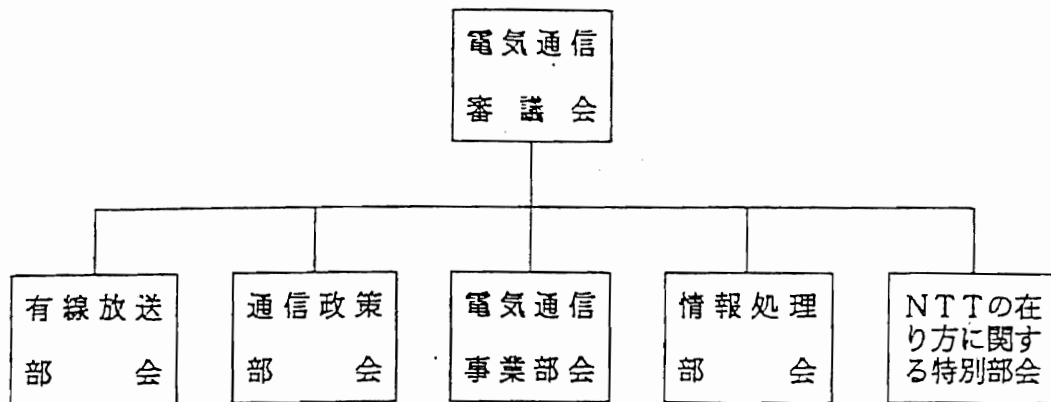 電気通信
審議会
有線放送
部会
通信政策
部会
電気通信
事業部会
情報処理
部会
NTTの在
り方に関す
る特別部会